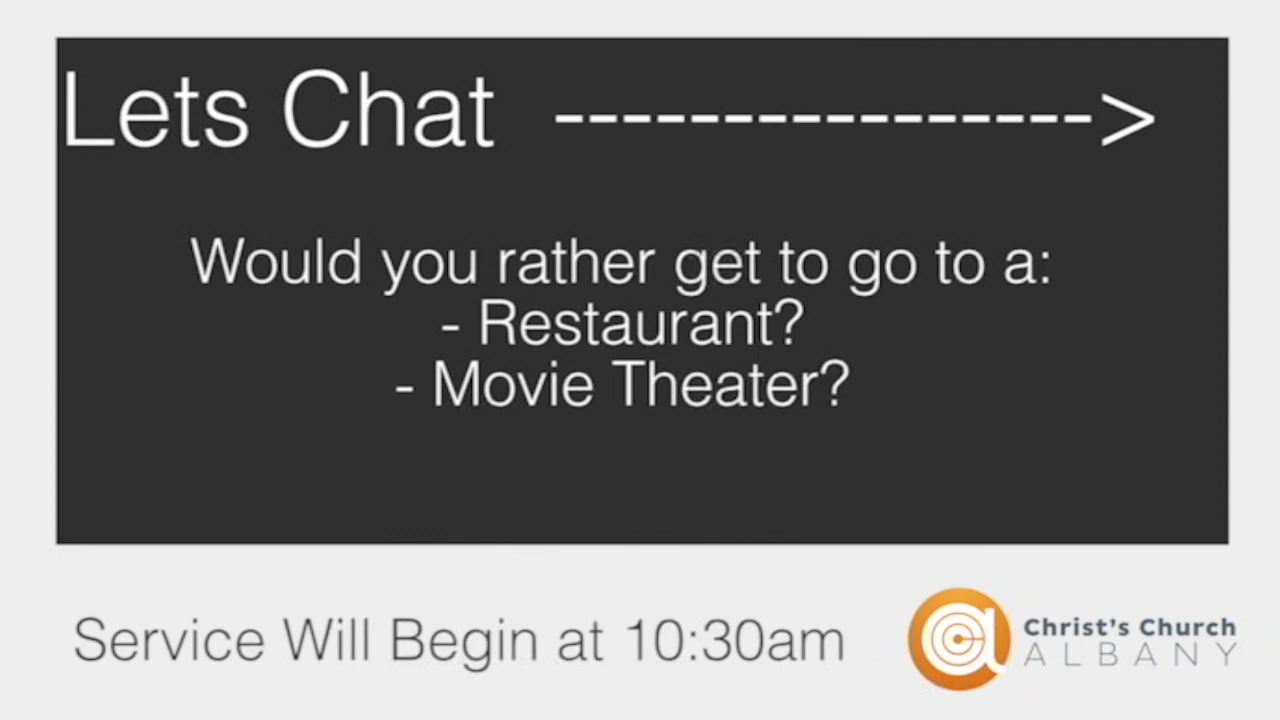 Lets Chat ---------------->
Would you rather get to go to a:
- Restaurant?
- Movie Theater?
Service Will Begin at 10:30am
Christ's Church
ALBANY